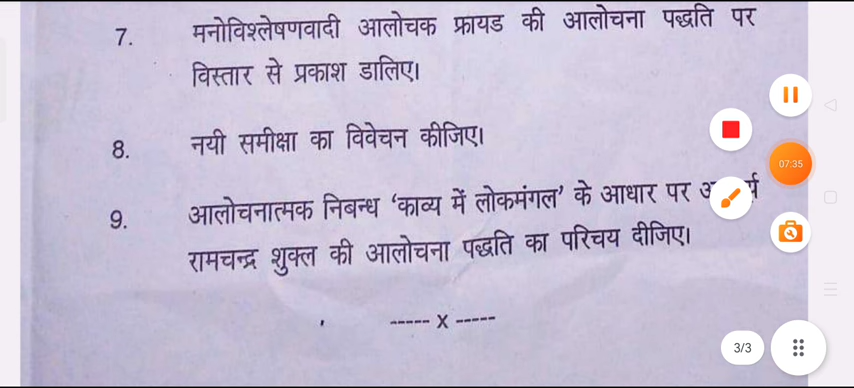 7. मनोविश्लेषणवादी आलोचक फ्रायड की आलोचना पद्धति पर
विस्तार से प्रकाश डालिए।
8. नयी समीक्षा का विवेचन कीजिए।
9. आलोचनात्मक निबन्ध ‘काव्य में लोकमंगल’ के आधार पर
रामचन्द्र शुक्ल की आलोचना पद्धति का परिचय दीजिए।
----- x -----
07:35
3/3